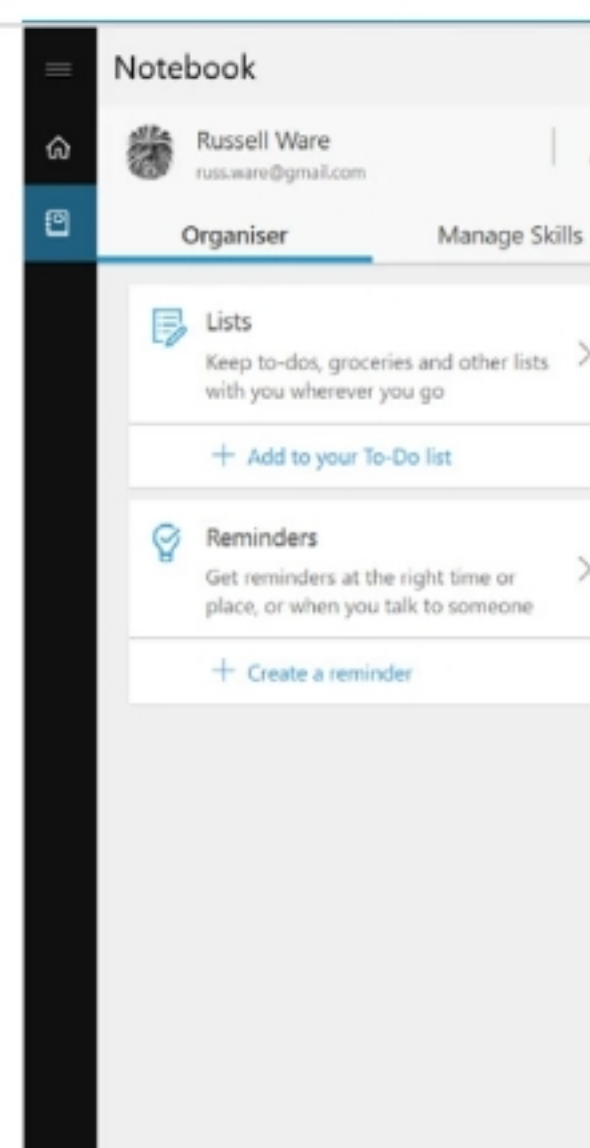 Notebook
Russell Ware
russ.ware@gmail.com
Organiser
Manage Skills
Lists
Keep to-dos, groceries and other lists
with you wherever you go
+ Add to your To-Do list
Reminders
Get reminders at the right time or
place, or when you talk to someone
+ Create a reminder